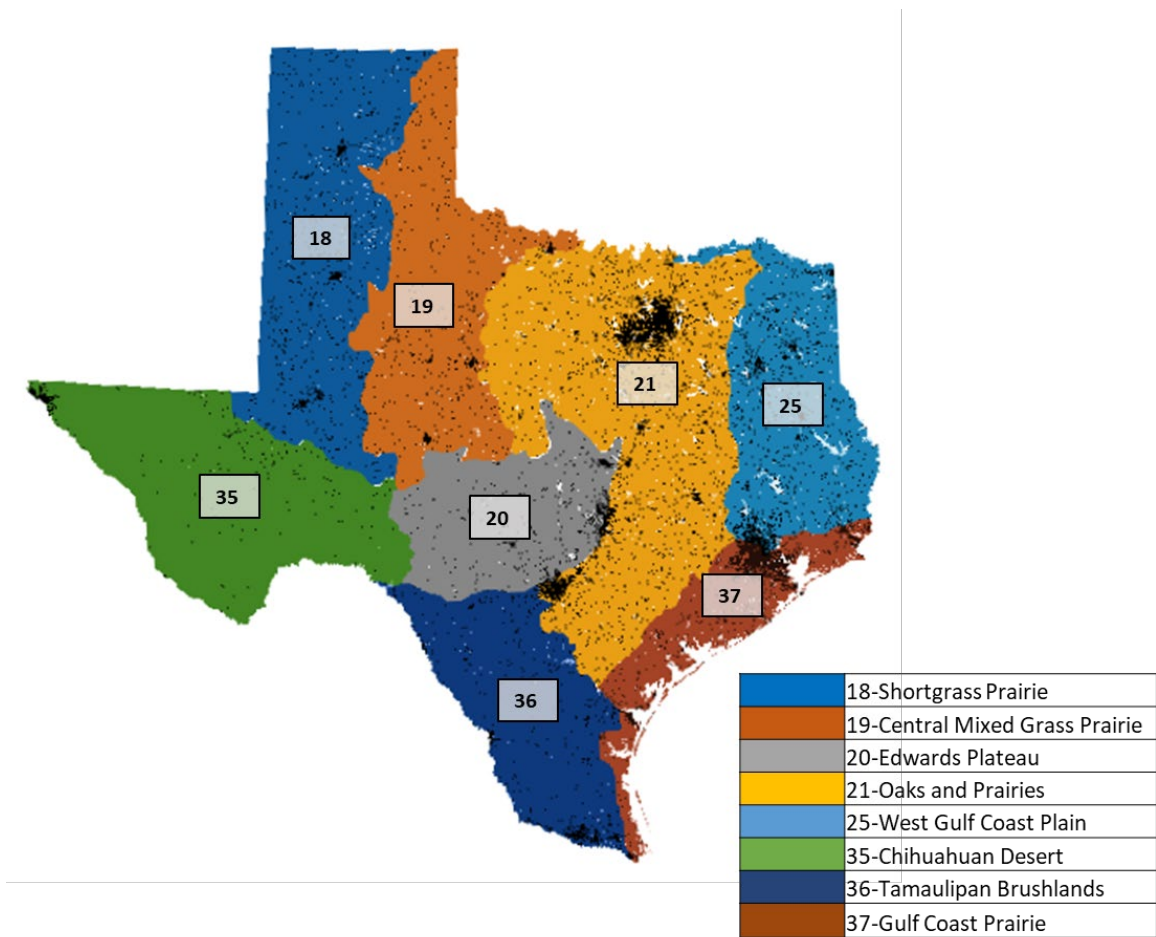 18
19
21
25
35
20
37
36
18-Shortgrass Prairie
19-Central Mixed Grass Prairie
20-Edwards Plateau
21-Oaks and Prairies
25-West Gulf Coast Plain
35-Chihuahuan Desert
36-Tamaulipan Brushlands
37-Gulf Coast Prairie